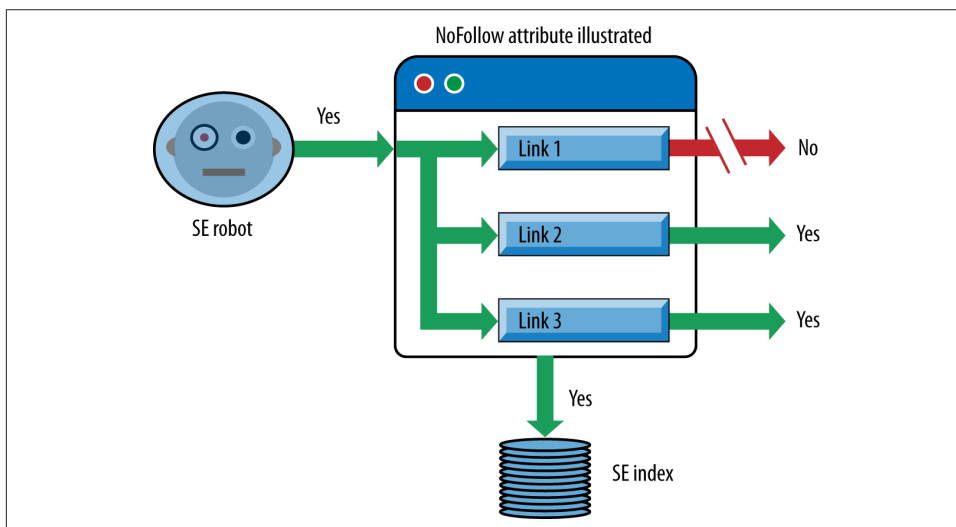 NoFollow attribute illustrated
Yes
Link 1
No
SE robot
Link 2
Yes
Link 3
Yes
Yes
SE index